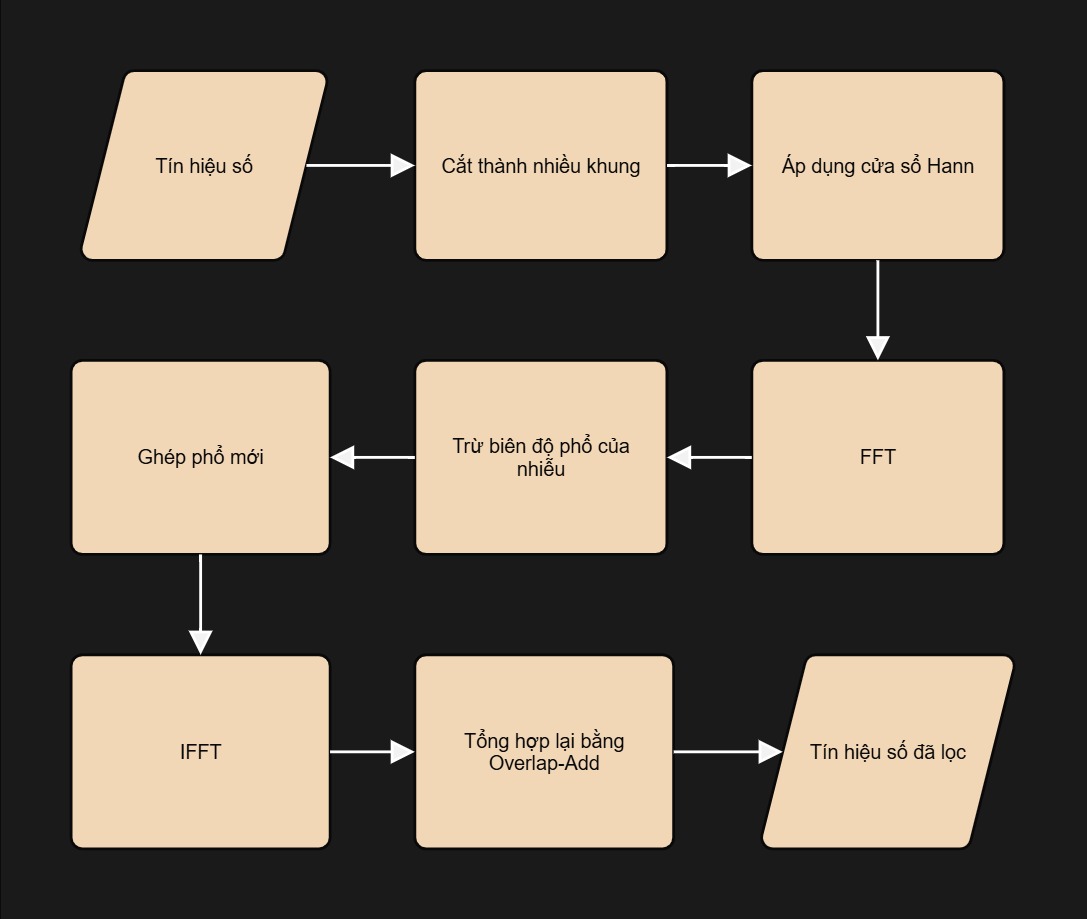 Tín hiệu số
Cắt thành nhiều khung
Áp dụng cửa sổ Hann
FFT
Trừ biên độ phổ của
nhiễu
Ghép phổ mới
IFFT
Tổng hợp lại bằng
Overlap-Add
Tín hiệu số đã lọc